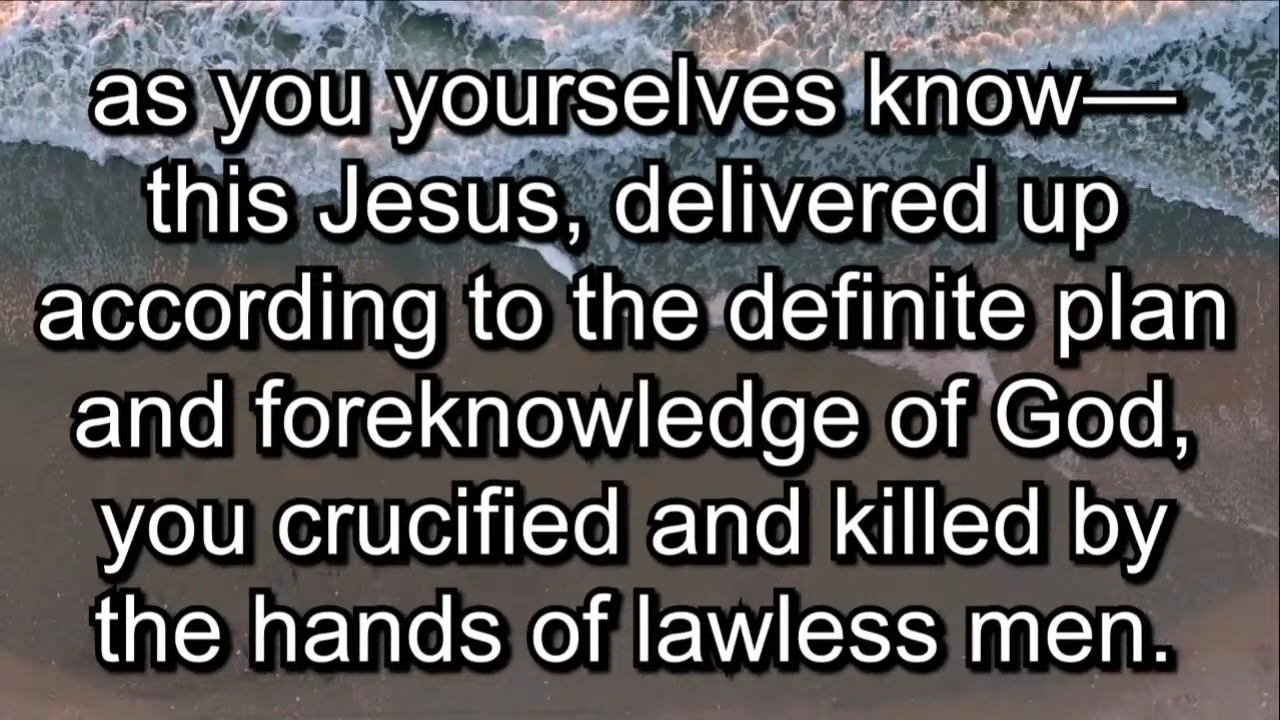 as you yourselves know—
this Jesus, delivered up
according to the definite plan
and foreknowledge of God,
you crucified and killed by
the hands of lawless men.